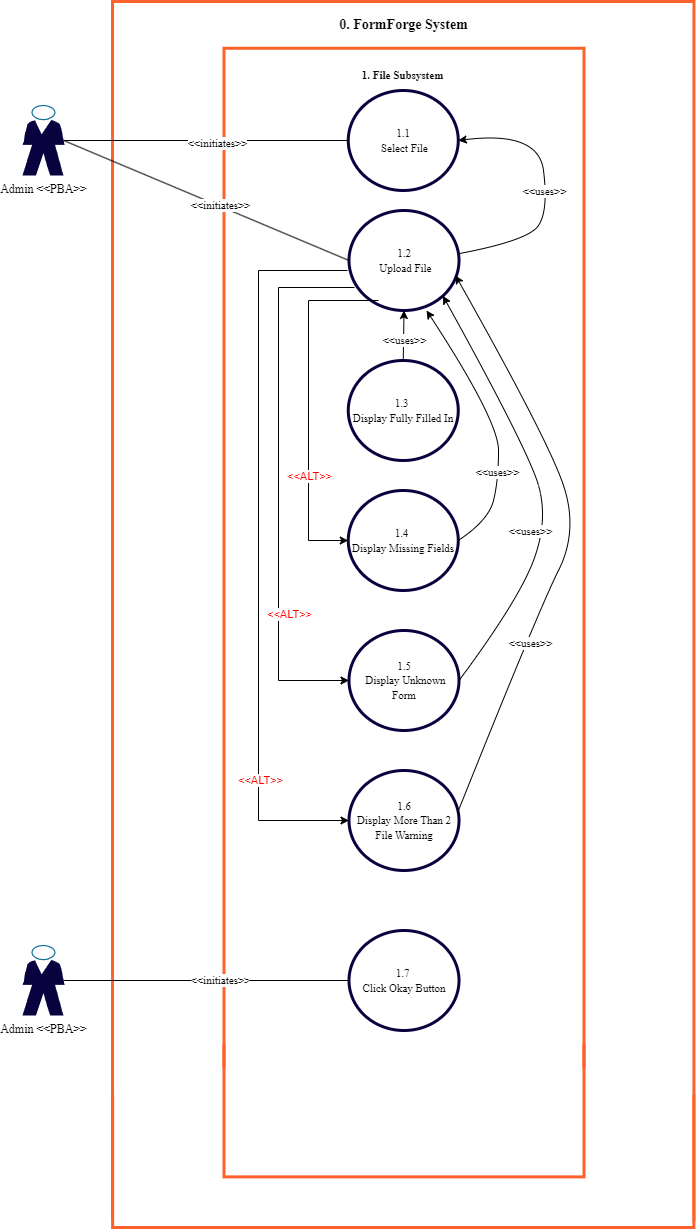 0. FormForge System
1. File Subsystem
1.1
Select File
<<initiates>>
Admin <<PBA>>
<<uses>>
<<initiates>>
1.2
Upload File
<<uses>>
1.3
Display Fully Filled In
<<ALT>>
<<uses>>
1.4
Display Missing Fields
<<uses>>
<<ALT>>
<<uses>>
1.5
Display Unknown
Form
<<ALT>>
1.6
Display More Than 2
File Warning
1.7
Click Okay Button
<<initiates>>
Admin <<PBA>>